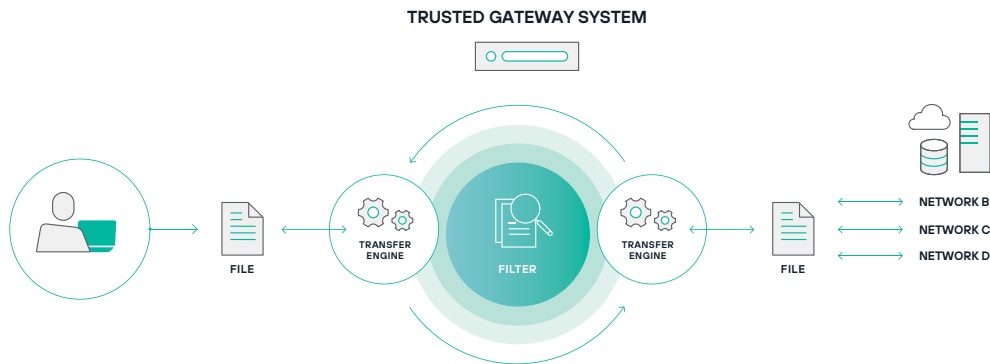 TRUSTED GATEWAY SYSTEM
FILE
TRANSFER
ENGINE
FILTER
TRANSFER
ENGINE
FILE
NETWORK B
NETWORK C
NETWORK D